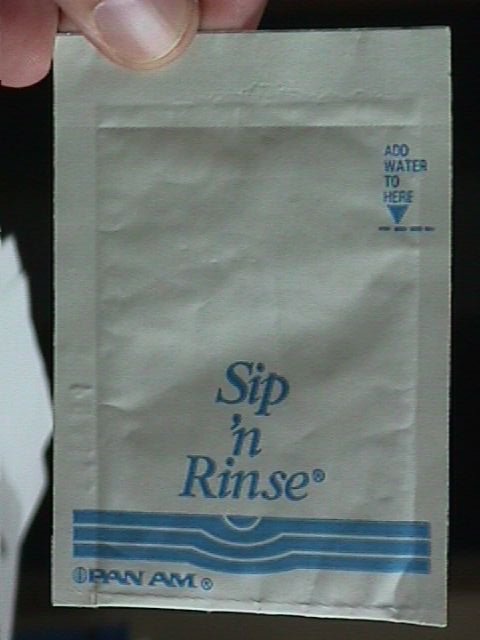 ADD
WATER
TO
HERE
Sip
'n
Rinse®
PAN AM®